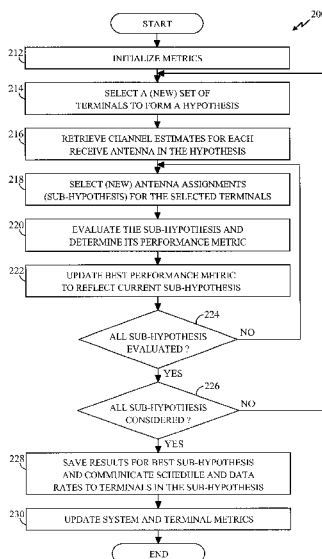 200
START
212
INITIALIZE METRICS
214
SELECT A (NEW) SET OF
TERMINALS TO FORM A HYPOTHESIS
216
RETRIEVE CHANNEL ESTIMATES FOR EACH
RECEIVE ANTENNA IN THE HYPOTHESIS
218
SELECT (NEW) ANTENNA ASSIGNMENTS
(SUB-HYPOTHESIS) FOR THE SELECTED TERMINALS
220
EVALUATE THE SUB-HYPOTHESIS AND
DETERMINE ITS PERFORMANCE METRIC
222
UPDATE BEST PERFORMANCE METRIC
TO REFLECT CURRENT SUB-HYPOTHESIS
224
ALL SUB-HYPOTHESIS
EVALUATED ?
NO
YES
226
ALL SUB-HYPOTHESIS
CONSIDERED ?
NO
YES
228
SAVE RESULTS FOR BEST SUB-HYPOTHESIS
AND COMMUNICATE SCHEDULE AND DATA
RATES TO TERMINALS IN THE SUB-HYPOTHESIS
230
UPDATE SYSTEM AND TERMINAL METRICS
END